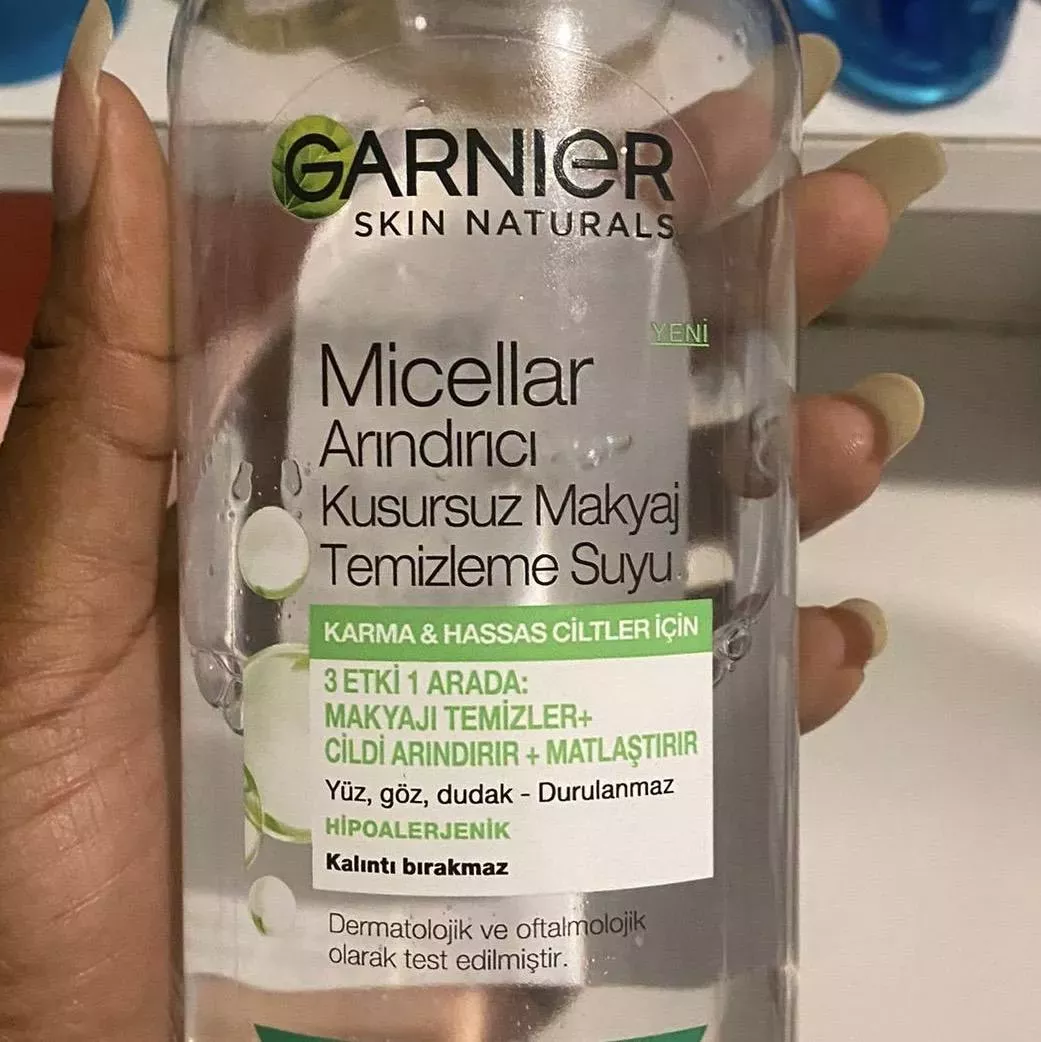 GARNIER
SKIN NATURALS
YENİ
Micellar
Arındırıcı
Kusursuz Makyaj
Temizleme Suyu
KARMA & HASSAS CİLTLER İÇİN
3 ETKİ 1 ARADA:
MAKYAJI TEMİZLER+
CİLDİ ARINDIRIR + MATLAŞTIRIR
Yüz, göz, dudak - Durulanmaz
HİPOALERJENİK
Kalıntı bırakmaz
Dermatolojik ve oftalmolojik
olarak test edilmiştir.